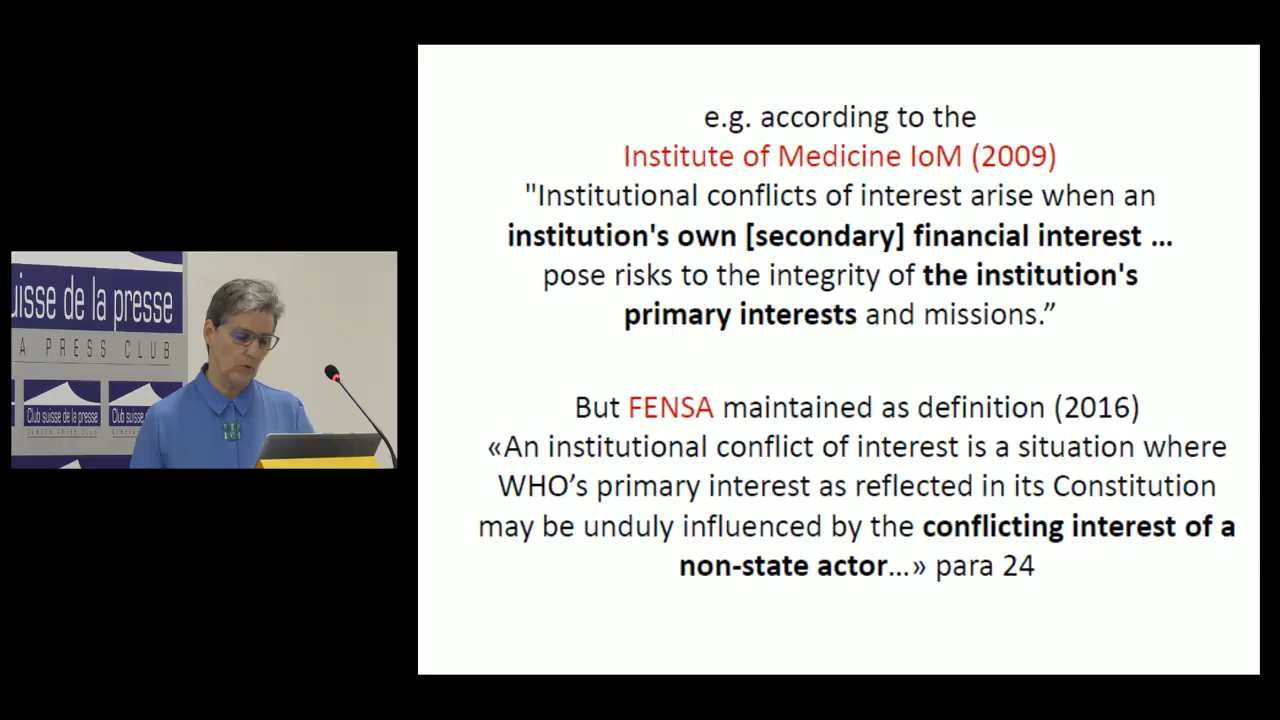 e.g. according to the
Institute of Medicine IoM (2009)
"Institutional conflicts of interest arise when an
institution's own [secondary] financial interest ...
pose risks to the integrity of the institution's
primary interests and missions.”
But FENSA maintained as definition (2016)
«An institutional conflict of interest is a situation where
WHO’s primary interest as reflected in its Constitution
may be unduly influenced by the conflicting interest of a
non-state actor...» para 24
uisse de la presse
A PRESS CLUB
Club suisse de la presse
Club suisse de la